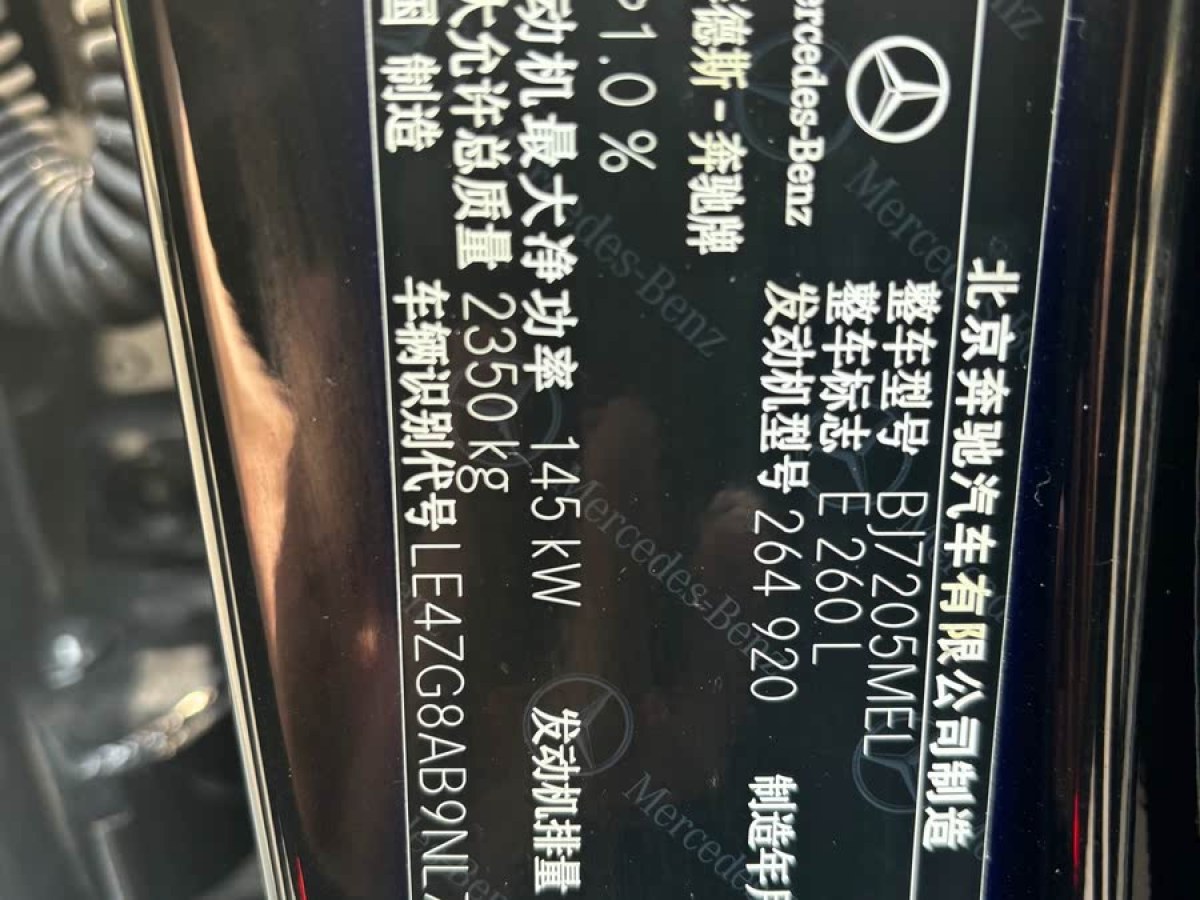 北京奔驰汽车有限公司制造
Mercedes-Benz
整车型号 BJ7205MEL
整车标志 E 260 L
德斯-奔驰牌
发动机型号 264 920
制造年月
1.0 %
动机最大净功率 145 kW
发动机排量
大允许总质量 2350 kg
国 制造
车辆识别代号 LE4ZG8AB9NL